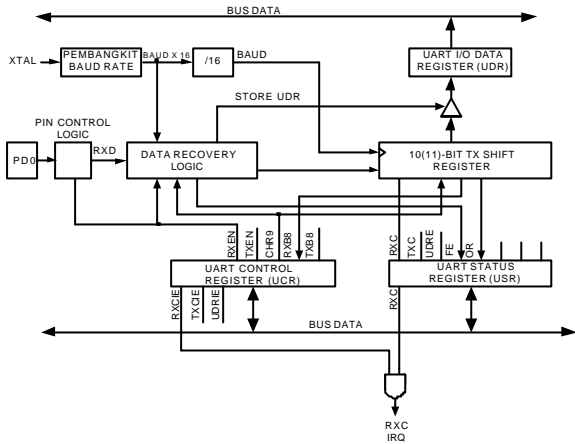 BUS DATA
XTAL
PEMBANGKIT
BAUD RATE
BAUD X 16
/16
BAUD
UART I/O DATA
REGISTER (UDR)
STORE UDR
PIN CONTROL
LOGIC
PD0
RXD
DATA RECOVERY
LOGIC
10(11)-BIT TX SHIFT
REGISTER
RXEN
TXEN
CHR9
RXB8
TXB8
RXC
TXC
UDRE
FE
OR
UART CONTROL
REGISTER (UCR)
UART STATUS
REGISTER (USR)
RXCIE
TXCIE
UDRIE
RXC
BUS DATA
RXC
IRQ